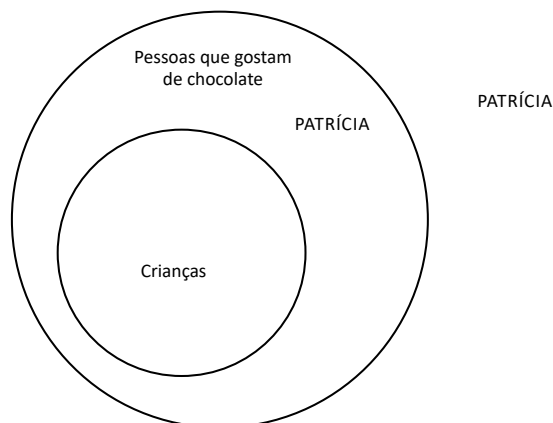 Pessoas que gostam
de chocolate
PATRÍCIA
PATRÍCIA
Crianças